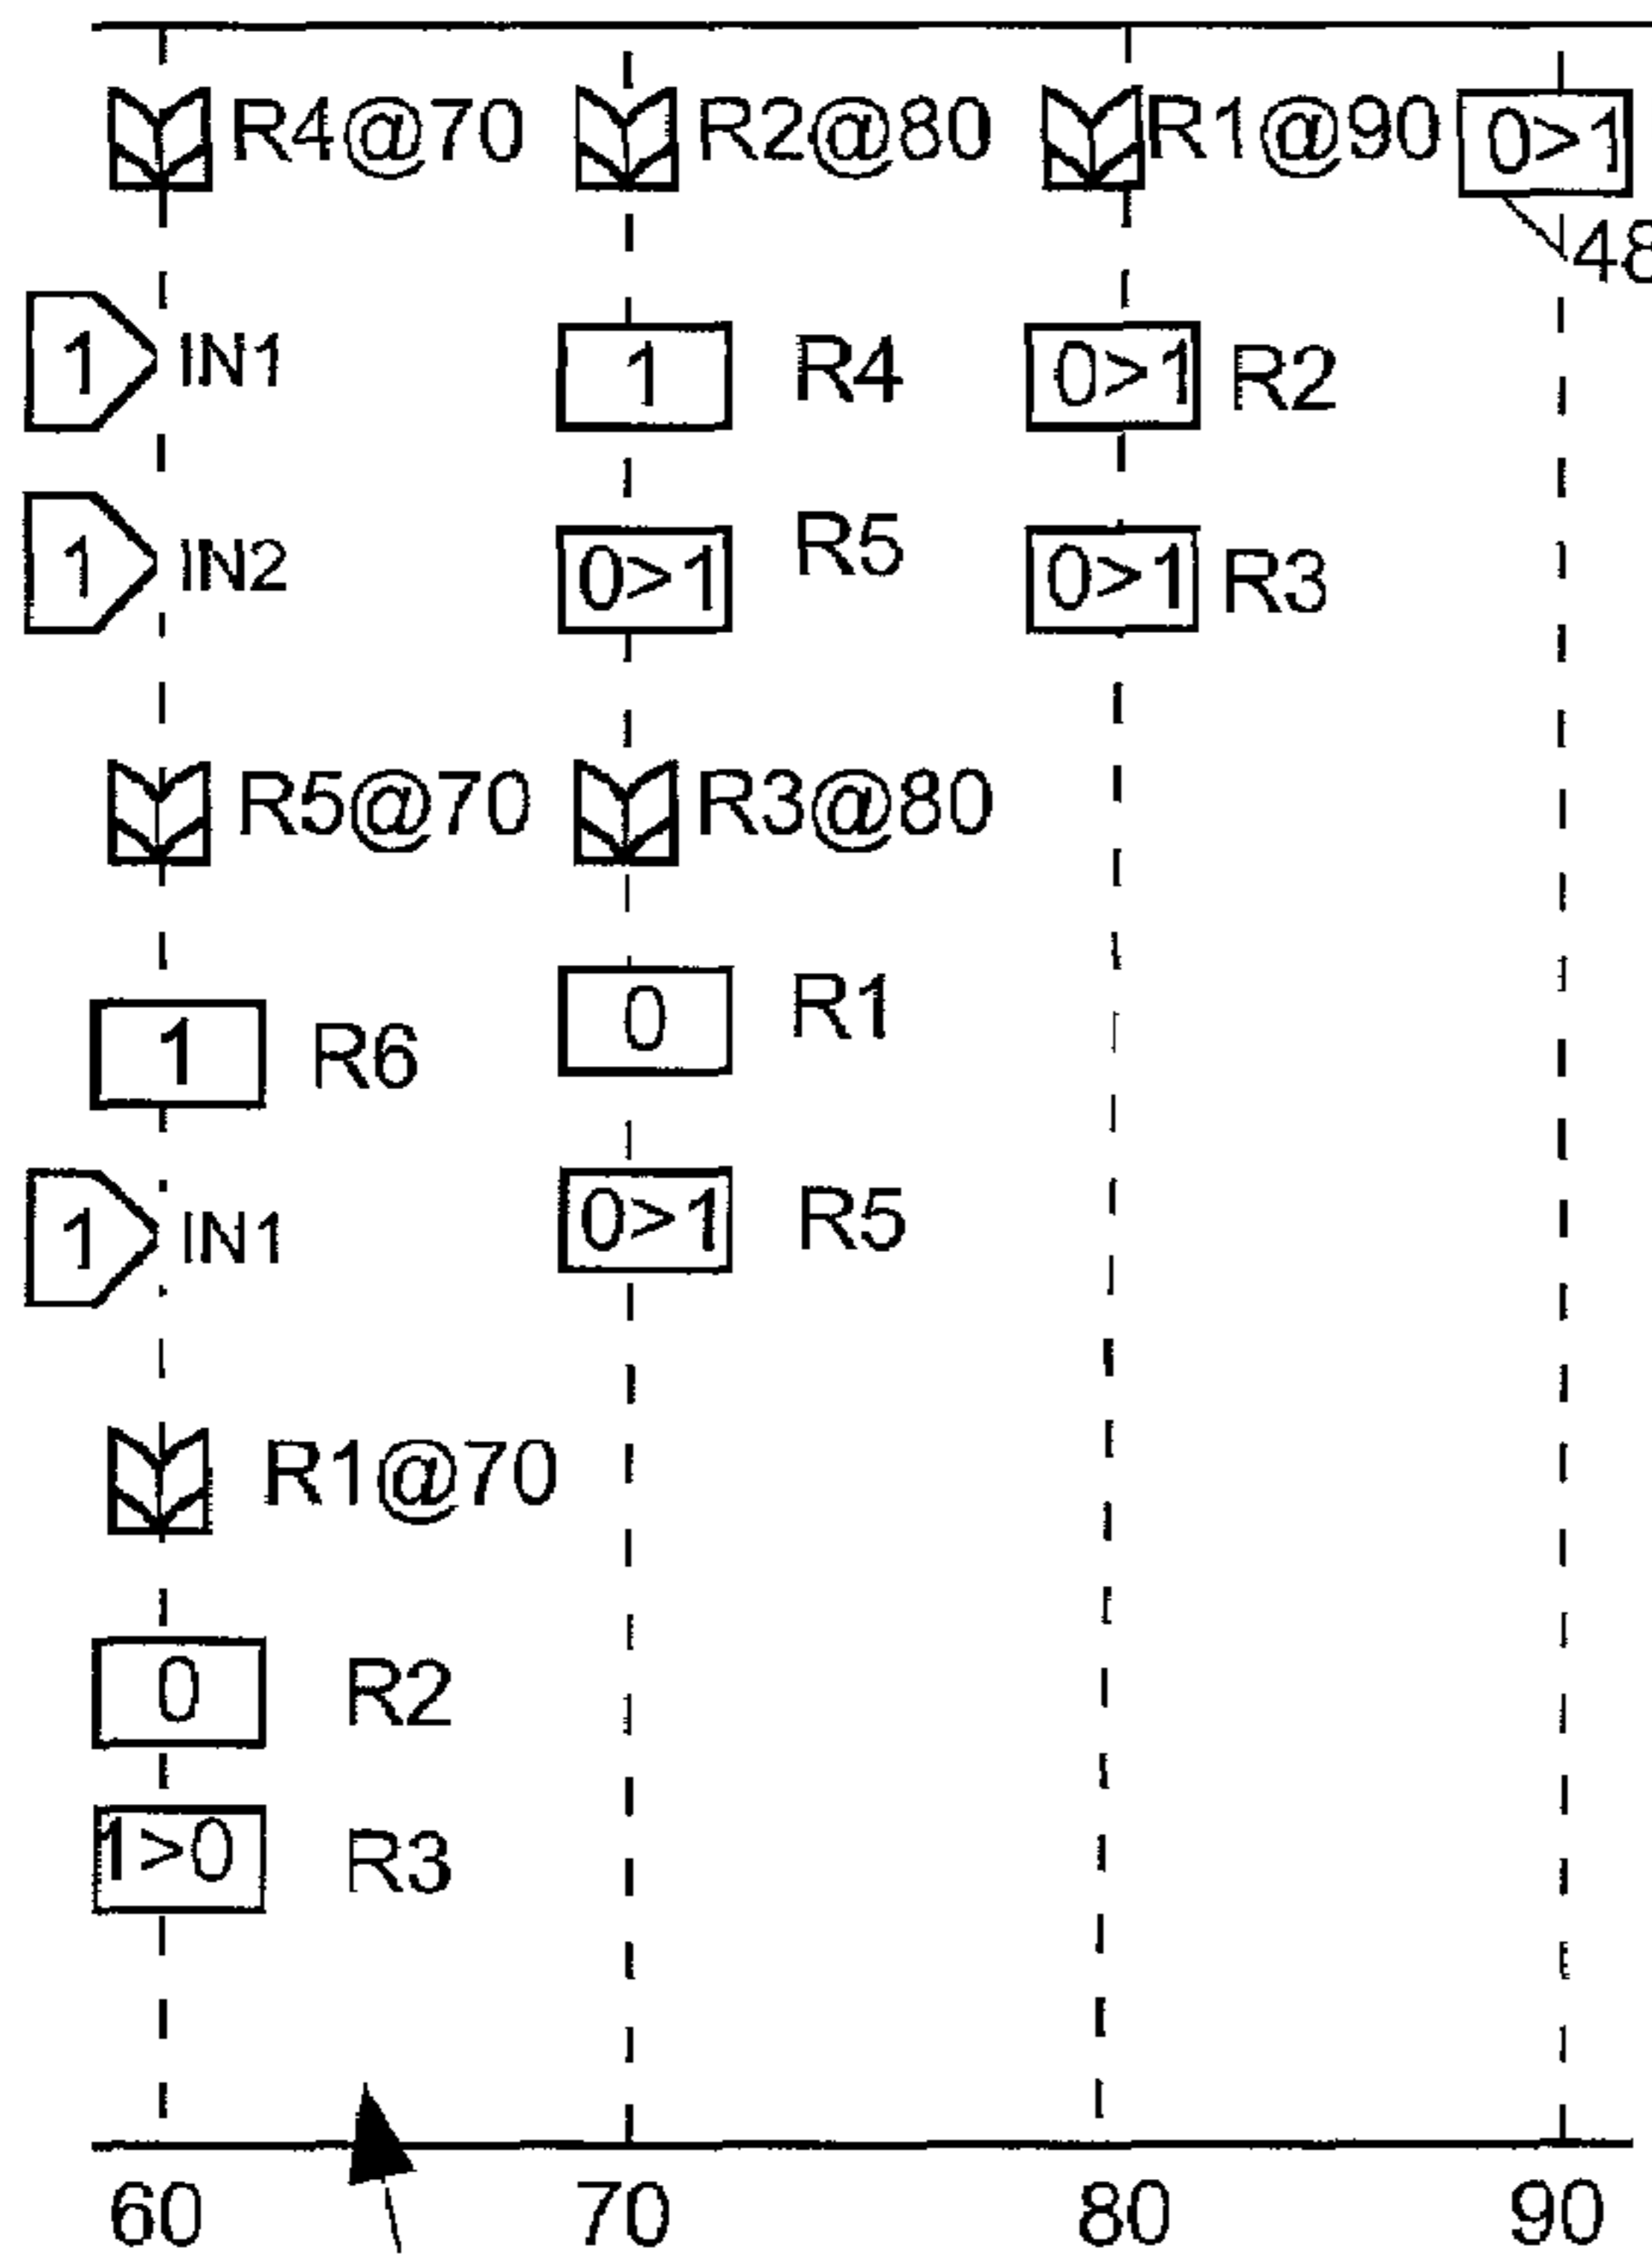 R4@70 R2@80 R1@90 0>1
48
1 IN1 1 R4 0>1 R2
1 IN2 0>1 R5 0>1 R3
R5@70 R3@80
1 R6 0 R1
1 IN1 0>1 R5
R1@70
0 R2
1>0 R3
60 70 80 90